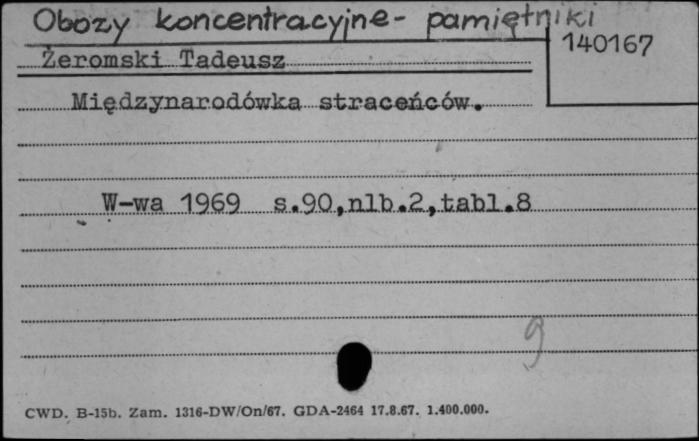 Obozy koncentracyjne - pamiętniki
140167
Żeromski Tadeusz
Międzynarodówka straceńców.
W-wa 1969 s.90,nlb.2,tabl.8
g
CWD. B-15b. Zam. 1316-DW/On/67. GDA-2464 17.8.67. 1.400.000.